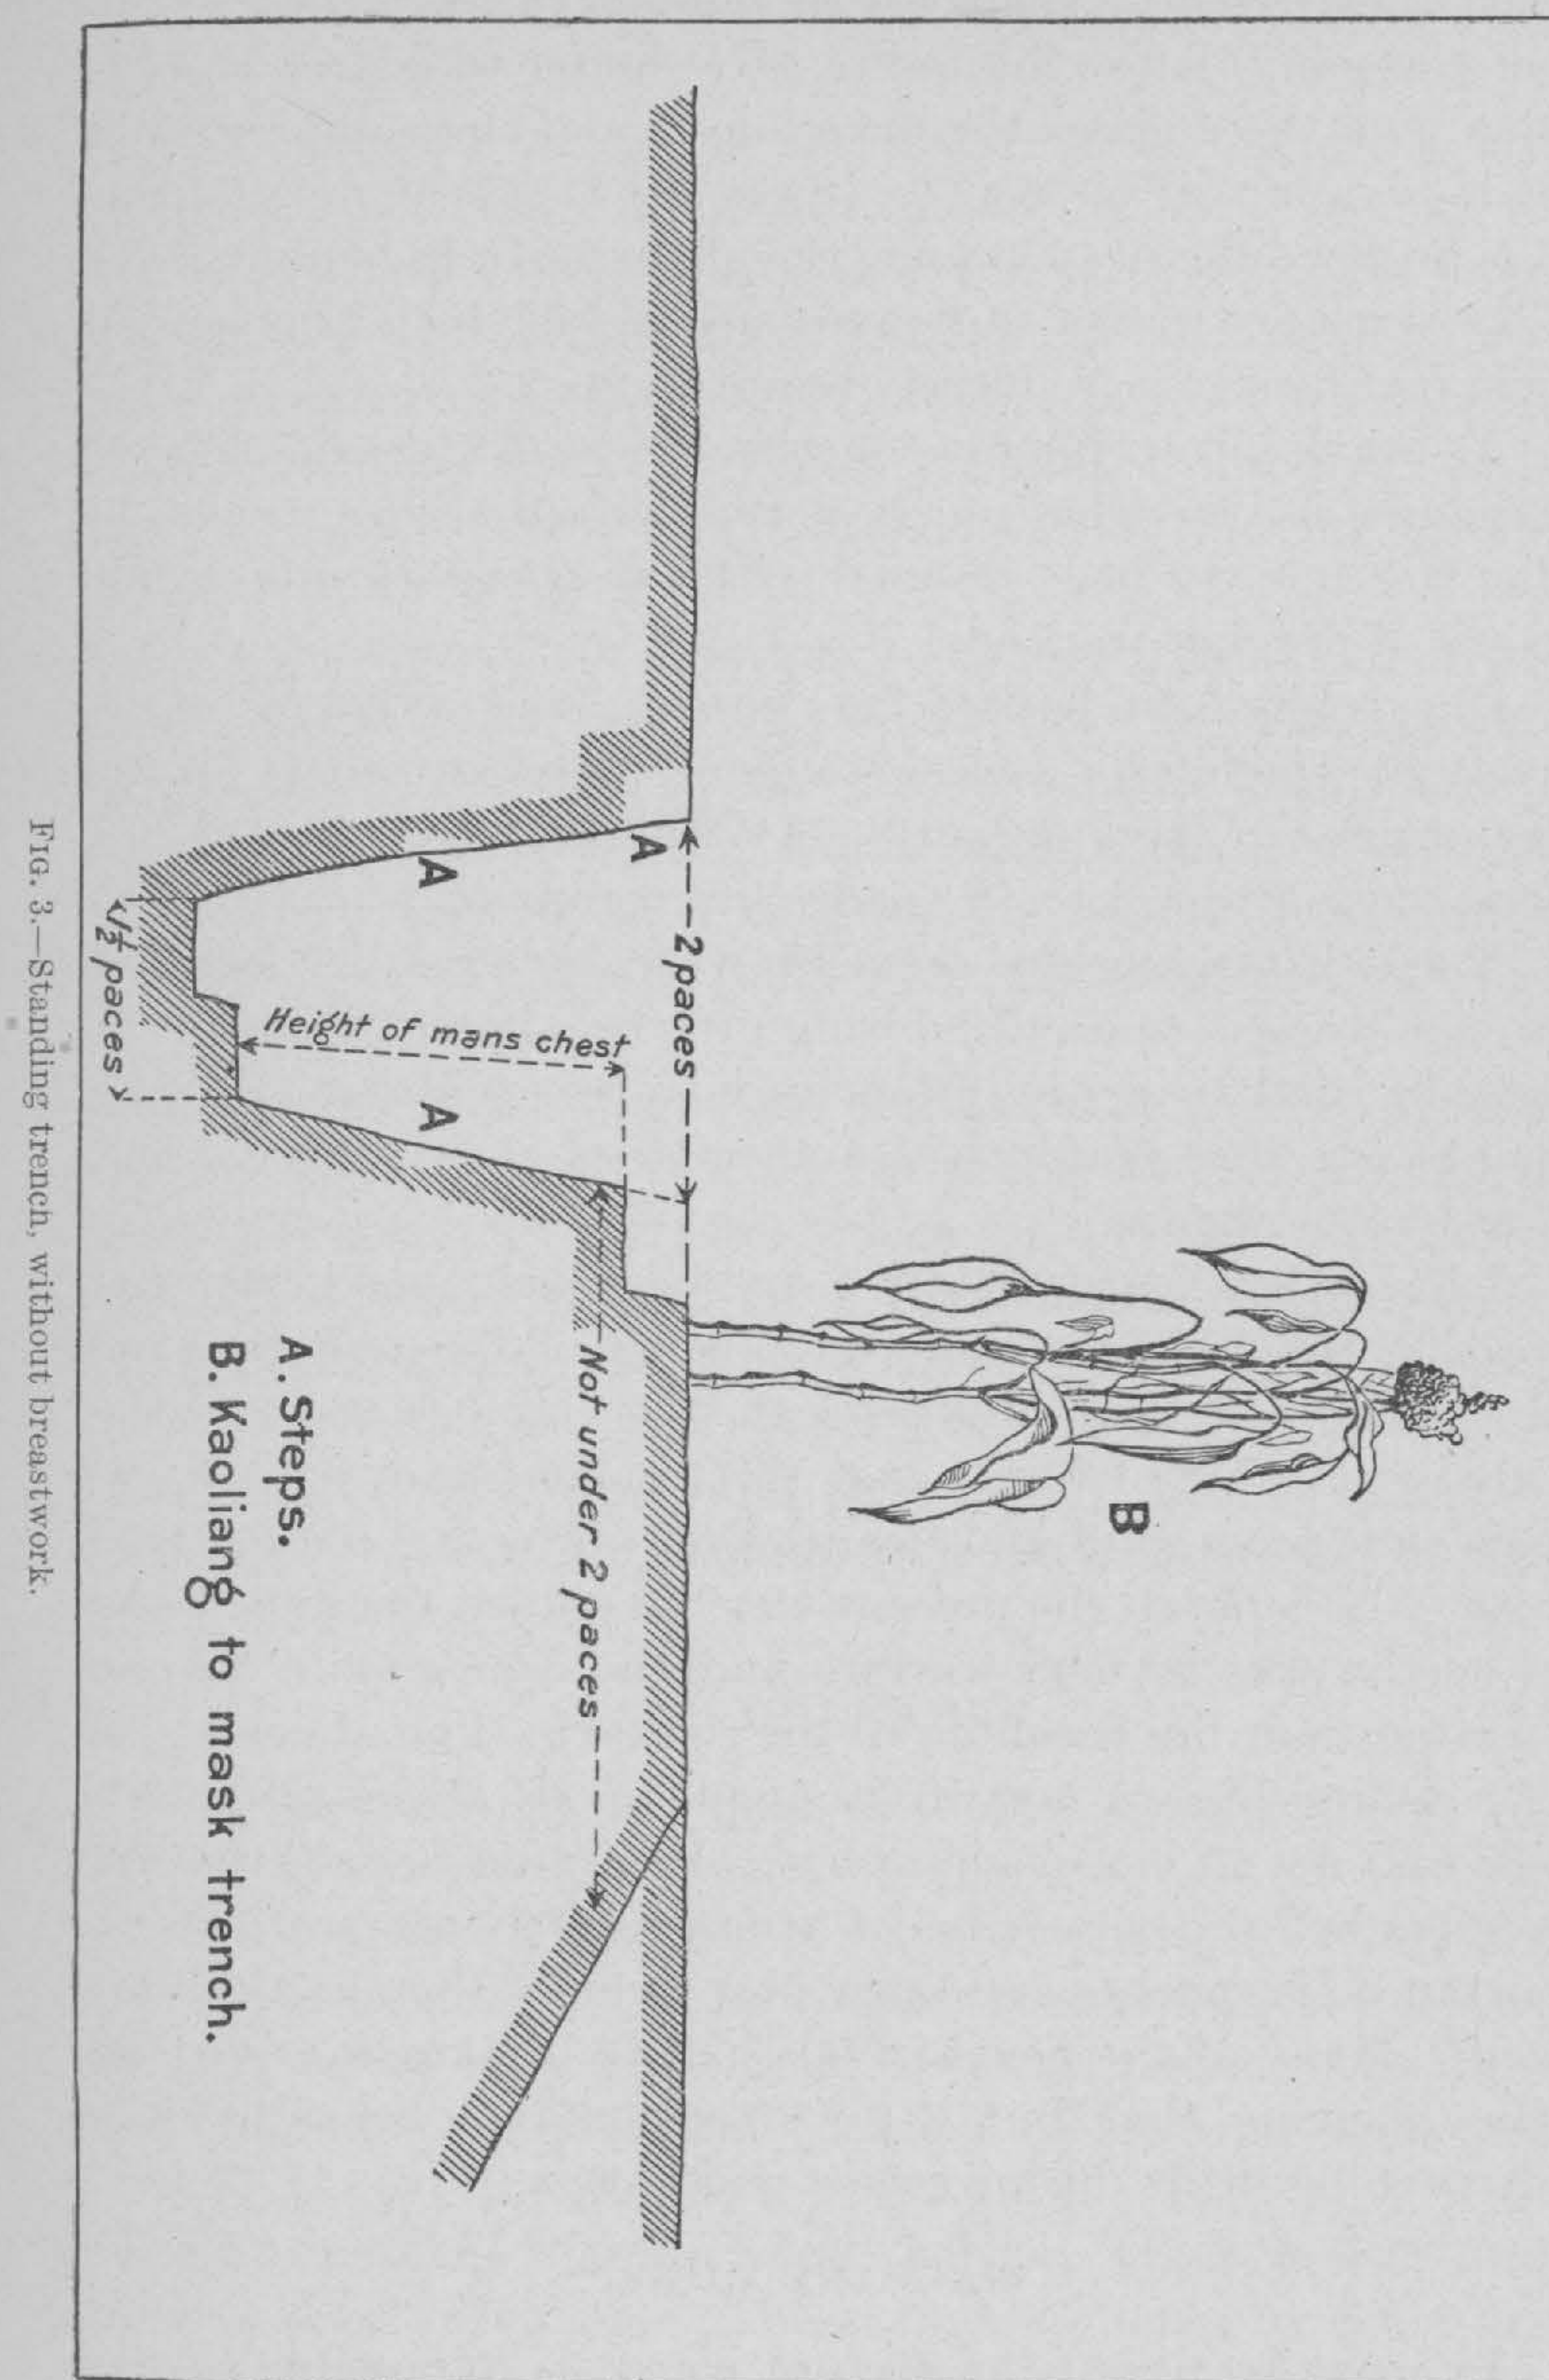 B
2 paces
A
Not under 2 paces
Height of mans chest
A
A
1/2 paces
A. Steps.
B. Kaoliang to mask trench.
FIG. 3.—Standing trench, without breastwork.